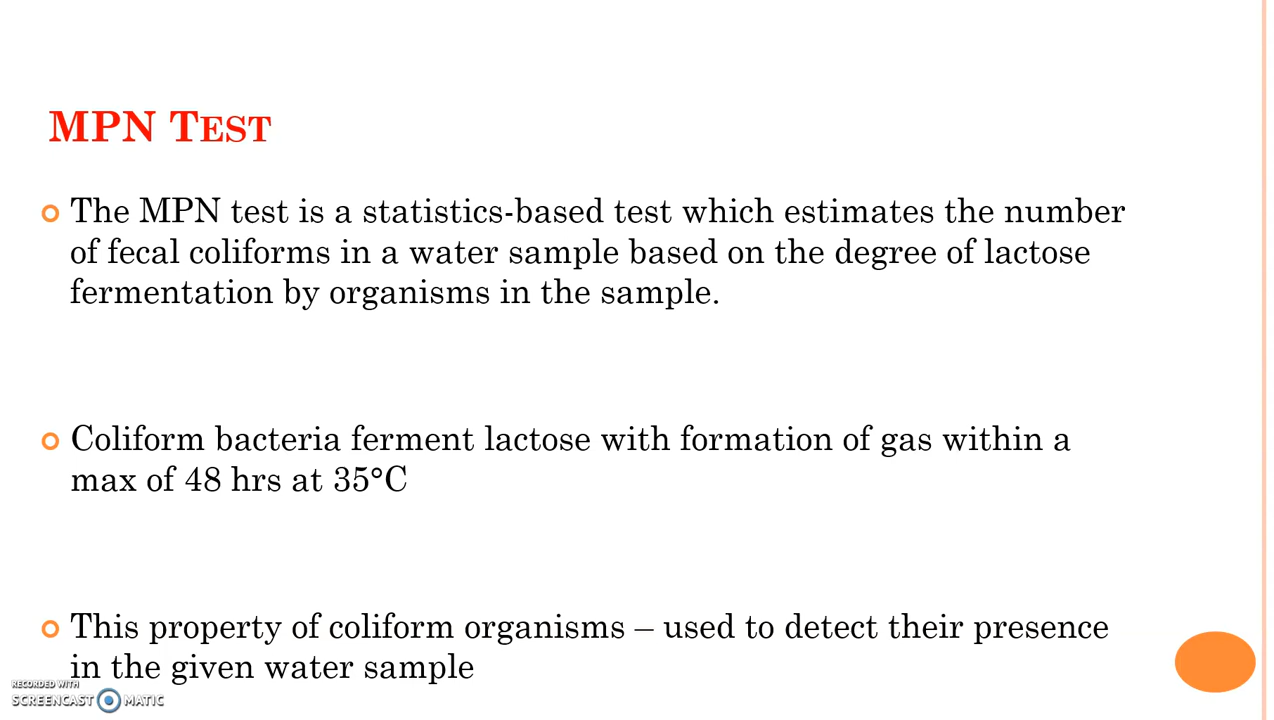 MPN TEST
The MPN test is a statistics-based test which estimates the number
of fecal coliforms in a water sample based on the degree of lactose
fermentation by organisms in the sample.
Coliform bacteria ferment lactose with formation of gas within a
max of 48 hrs at 35°C
This property of coliform organisms – used to detect their presence
in the given water sample
RECORDED WITH
SCREENCAST MATIC